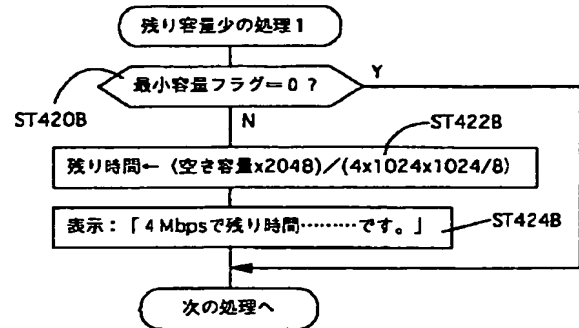 残り容量少の処理1
最小容量フラグ=0?
Y
ST420B
N
ST422B
残り時間←(空き容量x2048)/(4x1024x1024/8)
表示:「4Mbpsで残り時間………です。」
ST424B
次の処理へ